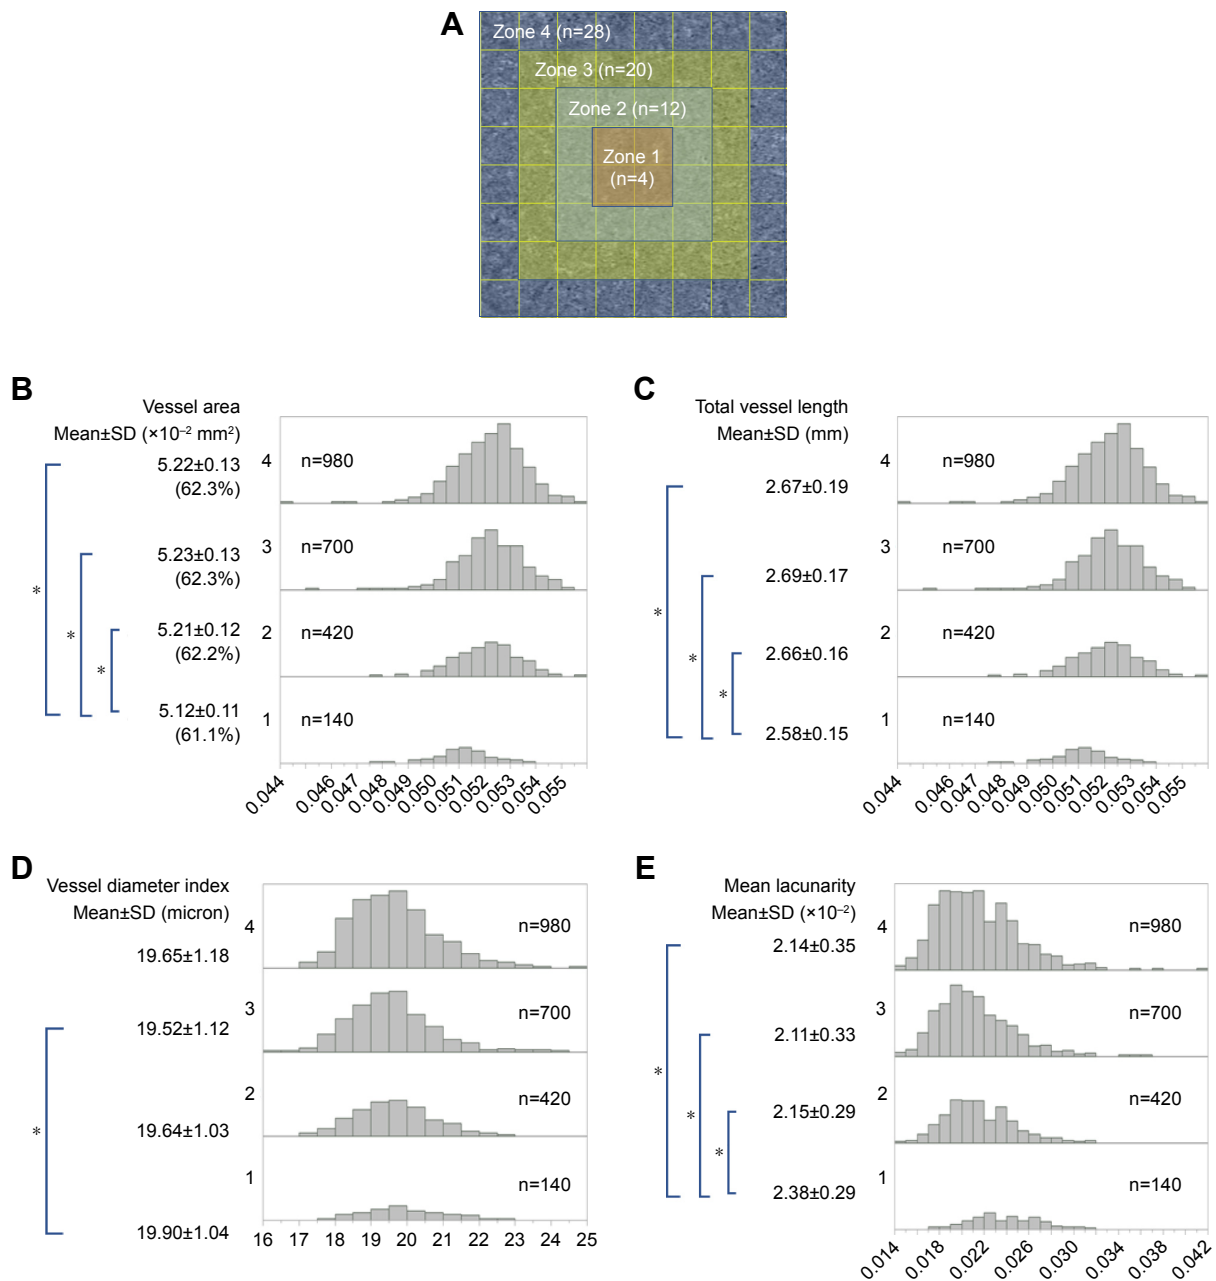 A
Zone 4 (n=28)
Zone 3 (n=20)
Zone 2 (n=12)
Zone 1
(n=4)
B
Vessel area
Mean±SD (×10⁻² mm²)
5.22±0.13
(62.3%)
5.23±0.13
(62.3%)
5.21±0.12
(62.2%)
5.12±0.11
(61.1%)
*
*
*
4
n=980
3
n=700
2
n=420
1
n=140
0.044
0.046
0.047
0.048
0.049
0.050
0.051
0.052
0.053
0.054
0.055
C
Total vessel length
Mean±SD (mm)
2.67±0.19
2.69±0.17
2.66±0.16
2.58±0.15
*
*
*
4
n=980
3
n=700
2
n=420
1
n=140
0.044
0.046
0.047
0.048
0.049
0.050
0.051
0.052
0.053
0.054
0.055
D
Vessel diameter index
Mean±SD (micron)
19.65±1.18
19.52±1.12
19.64±1.03
19.90±1.04
*
4
n=980
3
n=700
2
n=420
1
n=140
16 17 18 19 20 21 22 23 24 25
E
Mean lacunarity
Mean±SD (×10⁻²)
2.14±0.35
2.11±0.33
2.15±0.29
2.38±0.29
*
*
*
4
n=980
3
n=700
2
n=420
1
n=140
0.014
0.018
0.022
0.026
0.030
0.034
0.038
0.042